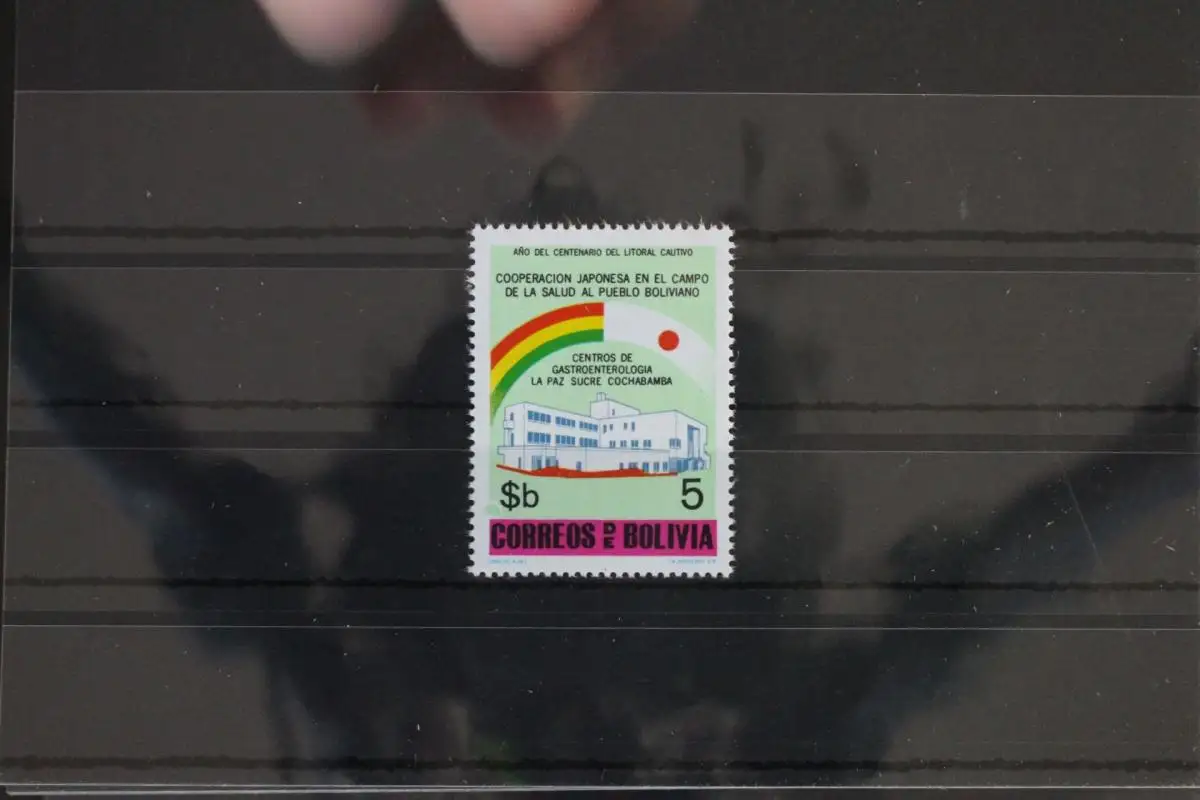 AÑO DEL CENTENARIO DEL LITORAL CAUTIVO
COOPERACION JAPONESA EN EL CAMPO
DE LA SALUD AL PUEBLO BOLIVIANO
CENTROS DE
GASTROENTEROLOGIA
LA PAZ SUCRE COCHABAMBA
$b 5
CORREOS DE BOLIVIA